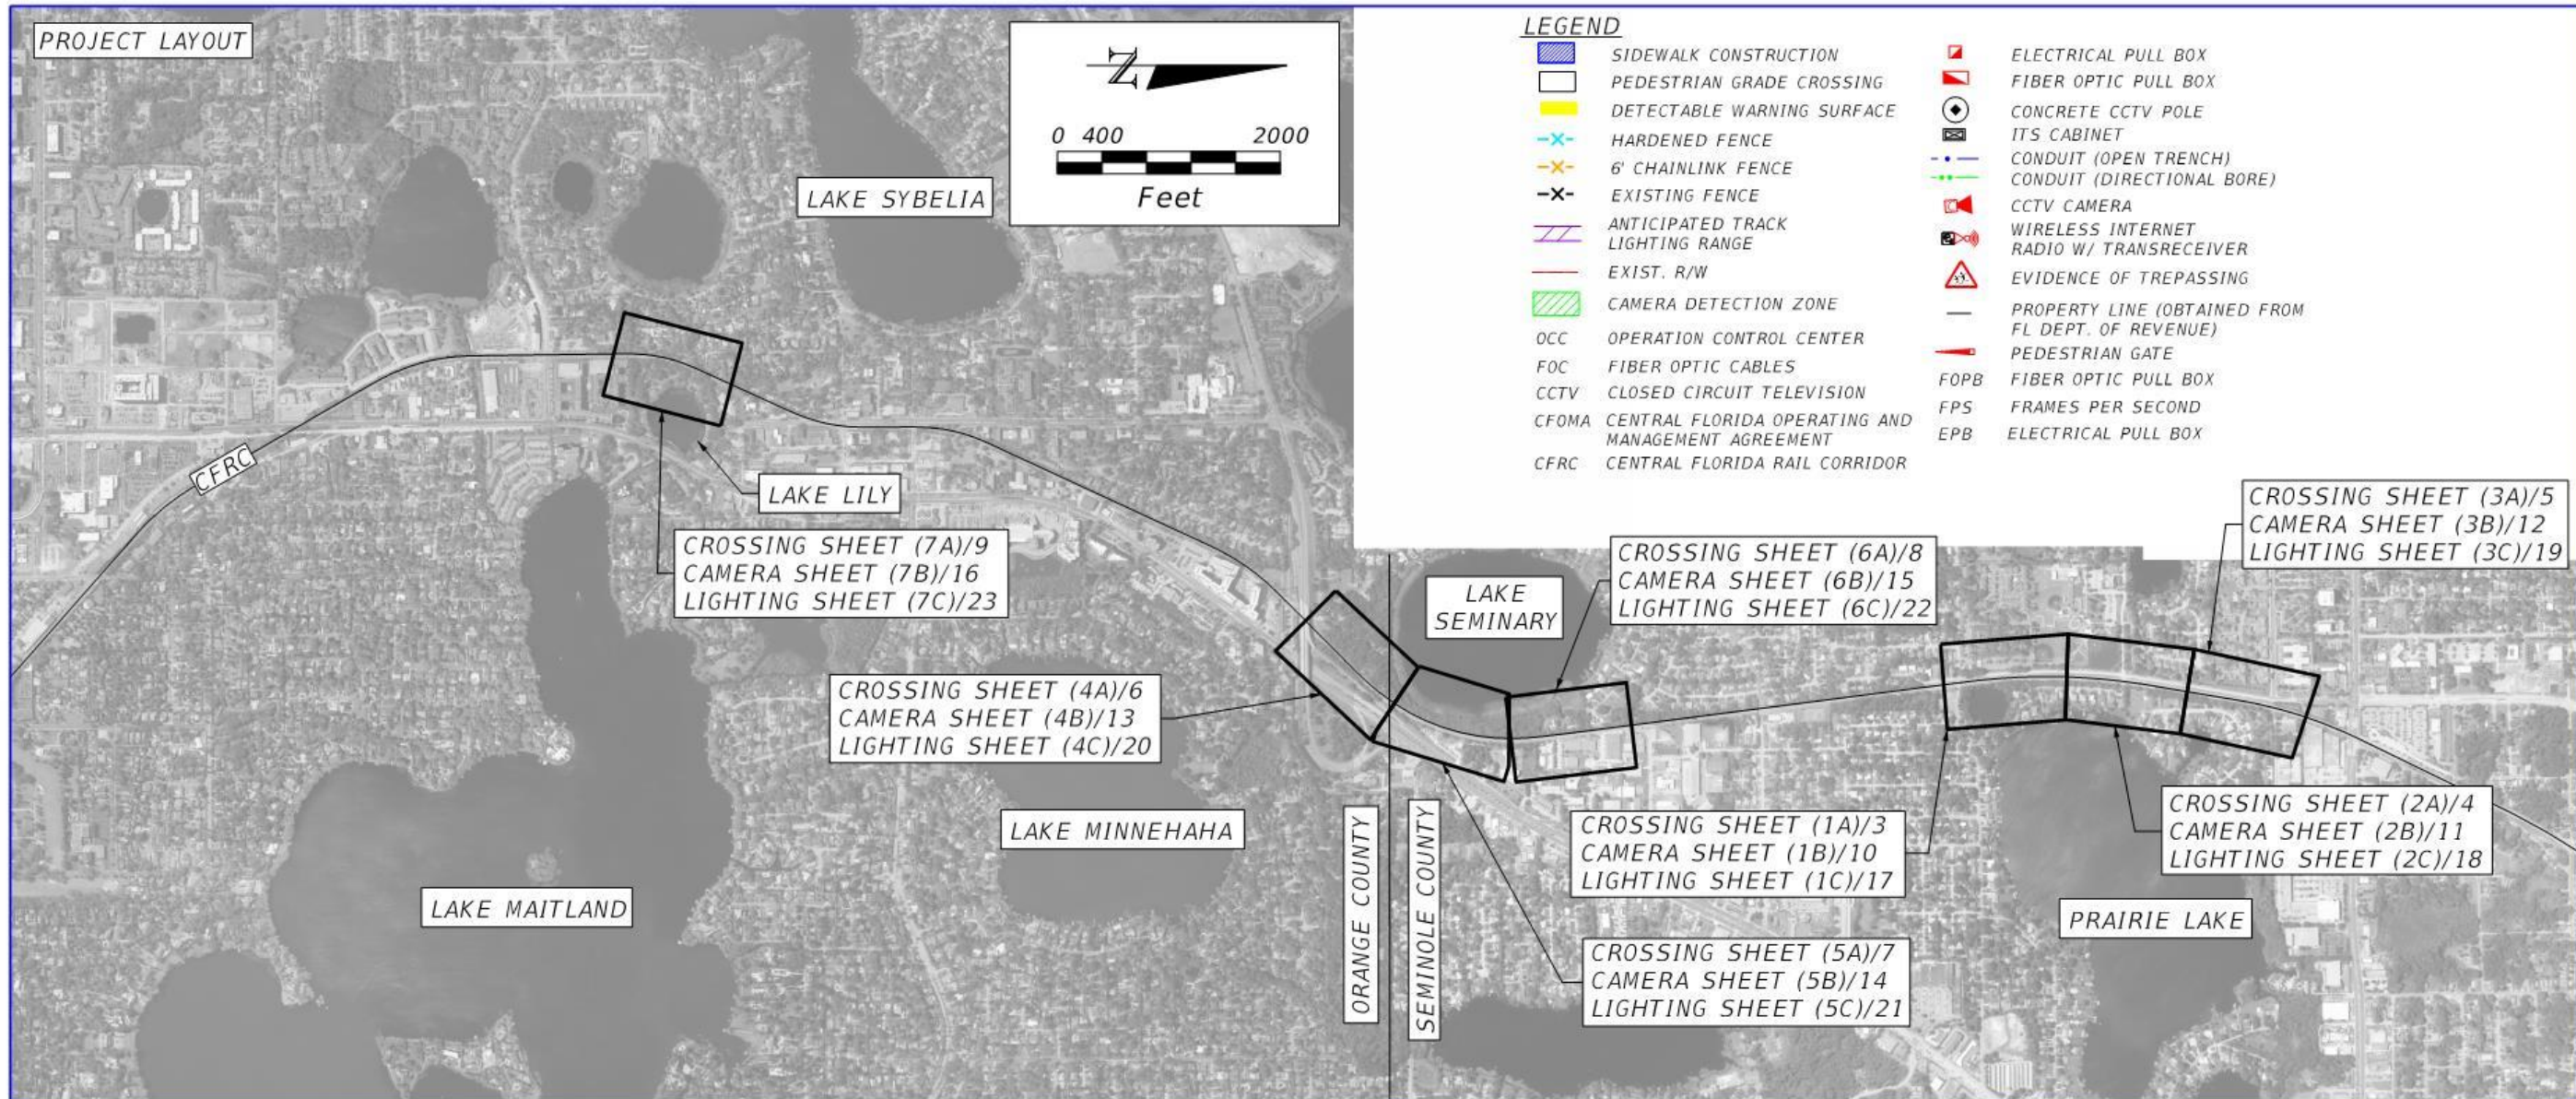 PROJECT LAYOUT
N
0 400 2000
Feet
LAKE SYBELIA
LEGEND
SIDEWALK CONSTRUCTION
PEDESTRIAN GRADE CROSSING
DETECTABLE WARNING SURFACE
HARDENED FENCE
6' CHAINLINK FENCE
EXISTING FENCE
ANTICIPATED TRACK
LIGHTING RANGE
EXIST. R/W
CAMERA DETECTION ZONE
OCC OPERATION CONTROL CENTER
FOC FIBER OPTIC CABLES
CCTV CLOSED CIRCUIT TELEVISION
CFOMA CENTRAL FLORIDA OPERATING AND
MANAGEMENT AGREEMENT
CFRC CENTRAL FLORIDA RAIL CORRIDOR
ELECTRICAL PULL BOX
FIBER OPTIC PULL BOX
CONCRETE CCTV POLE
ITS CABINET
CONDUIT (OPEN TRENCH)
CONDUIT (DIRECTIONAL BORE)
CCTV CAMERA
WIRELESS INTERNET
RADIO W/ TRANSRECEIVER
EVIDENCE OF TREPASSING
PROPERTY LINE (OBTAINED FROM
FL DEPT. OF REVENUE)
PEDESTRIAN GATE
FOPB FIBER OPTIC PULL BOX
FPS FRAMES PER SECOND
EPB ELECTRICAL PULL BOX
CFRC
LAKE LILY
CROSSING SHEET (7A)/9
CAMERA SHEET (7B)/16
LIGHTING SHEET (7C)/23
CROSSING SHEET (4A)/6
CAMERA SHEET (4B)/13
LIGHTING SHEET (4C)/20
LAKE
SEMINARY
CROSSING SHEET (6A)/8
CAMERA SHEET (6B)/15
LIGHTING SHEET (6C)/22
CROSSING SHEET (3A)/5
CAMERA SHEET (3B)/12
LIGHTING SHEET (3C)/19
LAKE MINNEHAHA
LAKE MAITLAND
ORANGE COUNTY
SEMINOLE COUNTY
CROSSING SHEET (1A)/3
CAMERA SHEET (1B)/10
LIGHTING SHEET (1C)/17
CROSSING SHEET (2A)/4
CAMERA SHEET (2B)/11
LIGHTING SHEET (2C)/18
PRAIRIE LAKE
CROSSING SHEET (5A)/7
CAMERA SHEET (5B)/14
LIGHTING SHEET (5C)/21